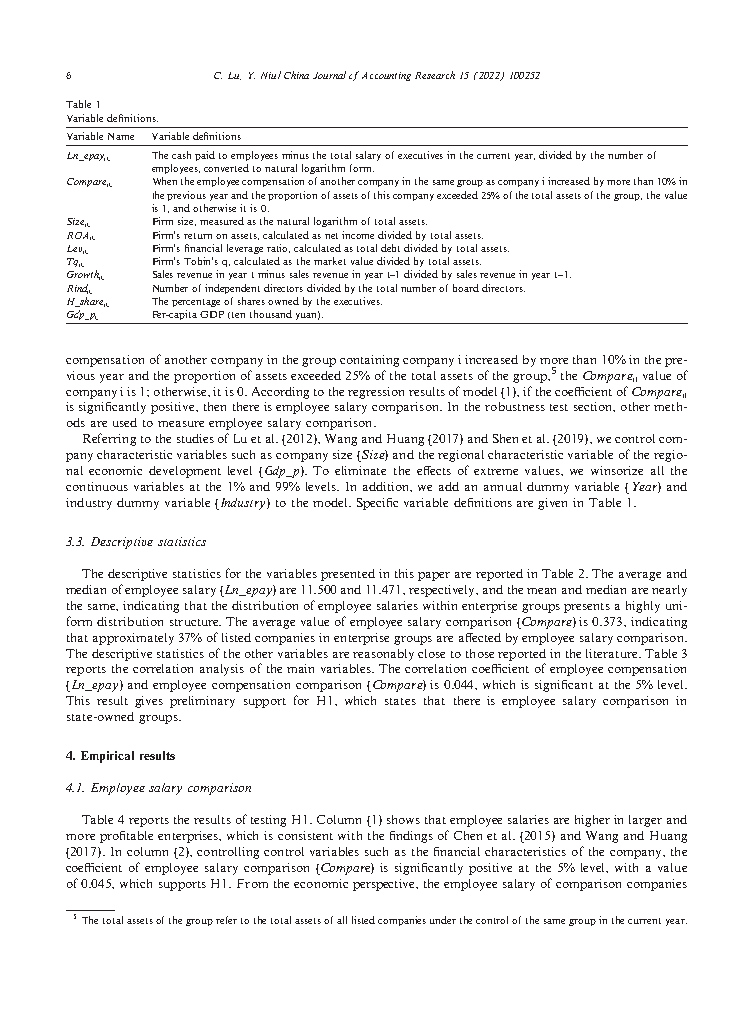 6 C. Lu, Y. Niu/ China Journal of Accounting Research 15 (2022) 100252
Table 1
Variable definitions.
Variable Name Variable definitions
Ln_epayit The cash paid to employees minus the total salary of executives in the current year, divided by the number of
employees, converted to natural logarithm form.
Compareit When the employee compensation of another company in the same group as company i increased by more than 10% in
the previous year and the proportion of assets of this company exceeded 25% of the total assets of the group, the value
is 1, and otherwise it is 0.
Sizeit Firm size, measured as the natural logarithm of total assets.
ROAit Firm's return on assets, calculated as net income divided by total assets.
Levit Firm's financial leverage ratio, calculated as total debt divided by total assets.
Tqit Firm's Tobin's q, calculated as the market value divided by total assets.
Growthit Sales revenue in year t minus sales revenue in year t–1 divided by sales revenue in year t–1.
Rindit Number of independent directors divided by the total number of board directors.
H_shareit The percentage of shares owned by the executives.
Gdp_pit Per-capita GDP (ten thousand yuan).
compensation of another company in the group containing company i increased by more than 10% in the pre-
vious year and the proportion of assets exceeded 25% of the total assets of the group,5 the Compareit value of
company i is 1; otherwise, it is 0. According to the regression results of model (1), if the coefficient of Compareit
is significantly positive, then there is employee salary comparison. In the robustness test section, other meth-
ods are used to measure employee salary comparison.
Referring to the studies of Lu et al. (2012), Wang and Huang (2017) and Shen et al. (2019), we control com-
pany characteristic variables such as company size (Size) and the regional characteristic variable of the regio-
nal economic development level (Gdp_p). To eliminate the effects of extreme values, we winsorize all the
continuous variables at the 1% and 99% levels. In addition, we add an annual dummy variable (Year) and
industry dummy variable (Industry) to the model. Specific variable definitions are given in Table 1.
3.3. Descriptive statistics
The descriptive statistics for the variables presented in this paper are reported in Table 2. The average and
median of employee salary (Ln_epay) are 11.500 and 11.471, respectively, and the mean and median are nearly
the same, indicating that the distribution of employee salaries within enterprise groups presents a highly uni-
form distribution structure. The average value of employee salary comparison (Compare) is 0.373, indicating
that approximately 37% of listed companies in enterprise groups are affected by employee salary comparison.
The descriptive statistics of the other variables are reasonably close to those reported in the literature. Table 3
reports the correlation analysis of the main variables. The correlation coefficient of employee compensation
(Ln_epay) and employee compensation comparison (Compare) is 0.044, which is significant at the 5% level.
This result gives preliminary support for H1, which states that there is employee salary comparison in
state-owned groups.
4. Empirical results
4.1. Employee salary comparison
Table 4 reports the results of testing H1. Column (1) shows that employee salaries are higher in larger and
more profitable enterprises, which is consistent with the findings of Chen et al. (2015) and Wang and Huang
(2017). In column (2), controlling control variables such as the financial characteristics of the company, the
coefficient of employee salary comparison (Compare) is significantly positive at the 5% level, with a value
of 0.045, which supports H1. From the economic perspective, the employee salary of comparison companies
5 The total assets of the group refer to the total assets of all listed companies under the control of the same group in the current year.